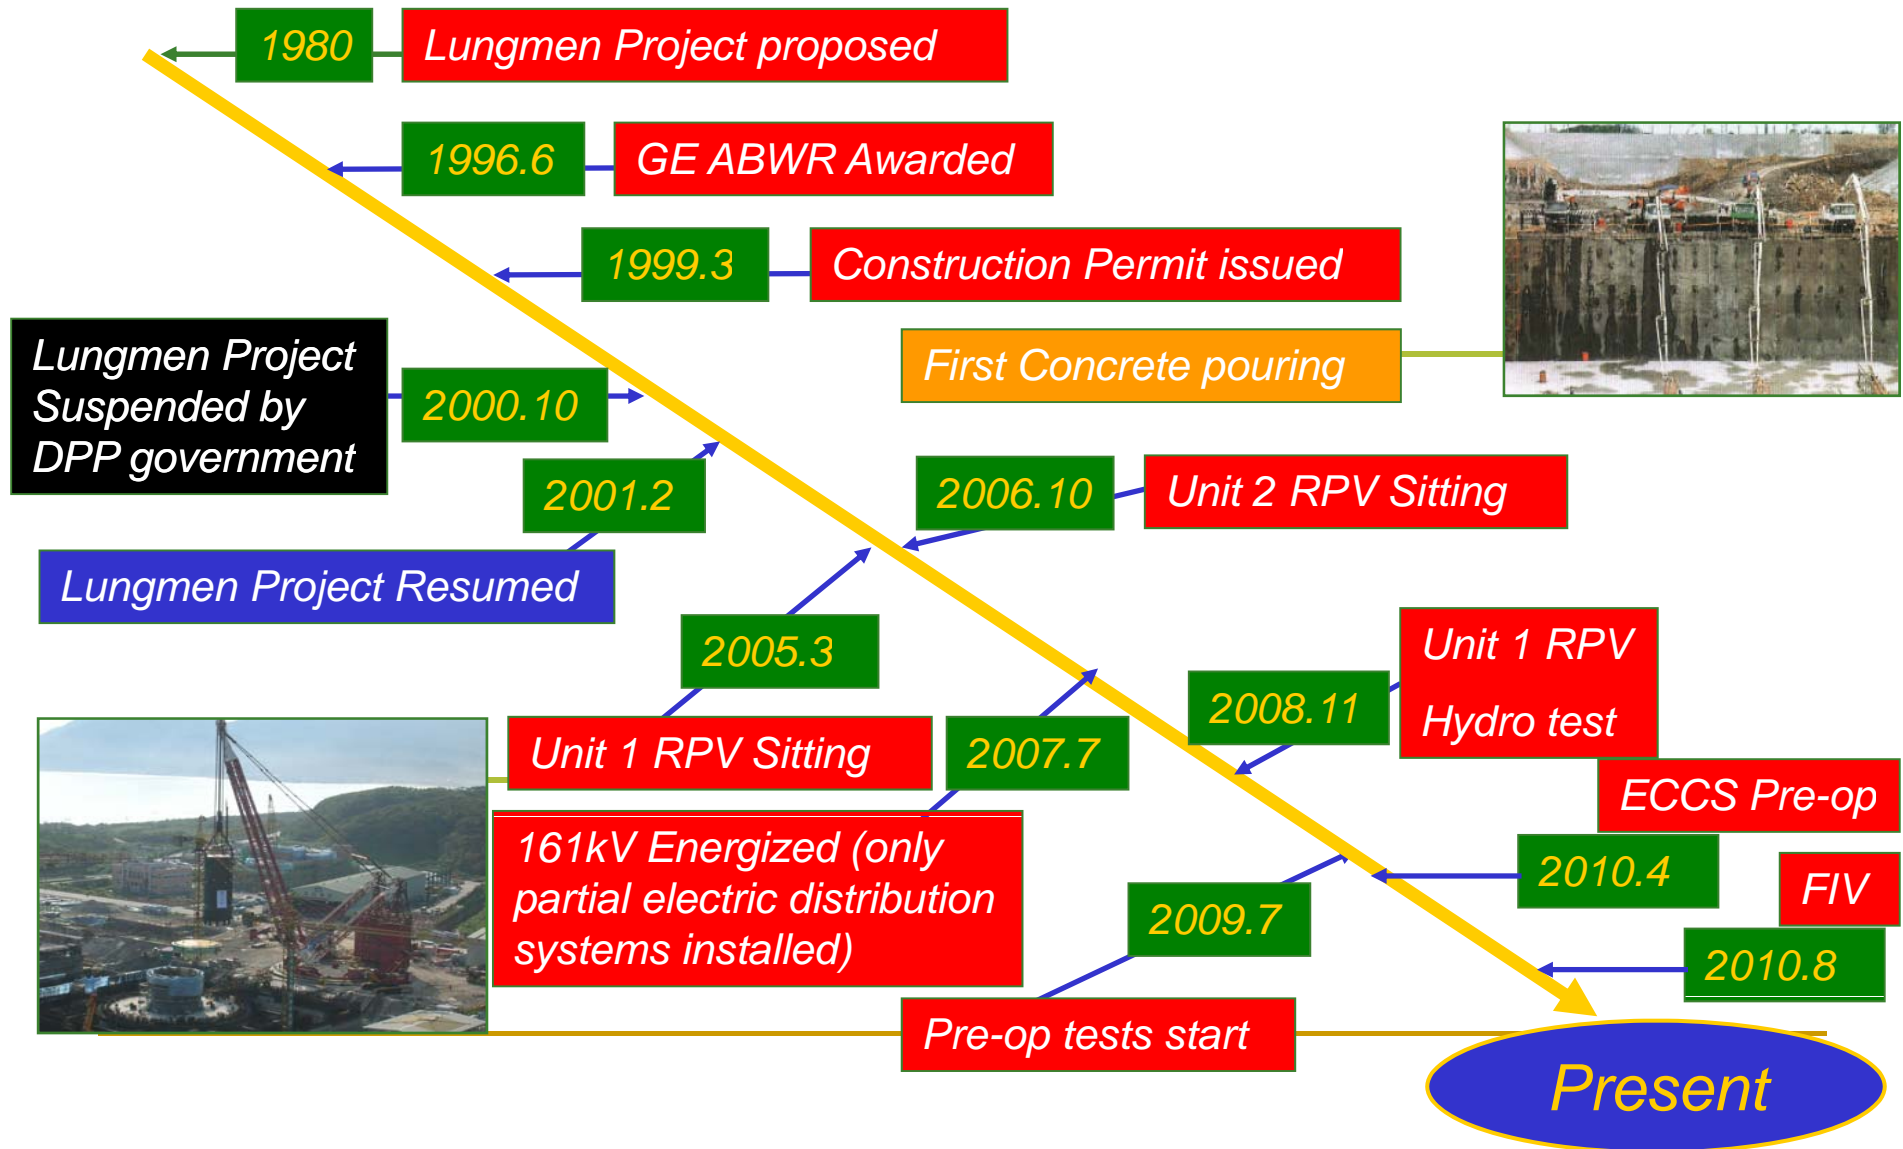 1980
Lungmen Project proposed
1996.6
GE ABWR Awarded
1999.3
Construction Permit issued
First Concrete pouring
Lungmen Project
Suspended by
DPP government
2000.10
2001.2
Lungmen Project Resumed
2006.10
Unit 2 RPV Sitting
2005.3
Unit 1 RPV Sitting
2007.7
161kV Energized (only
partial electric distribution
systems installed)
2008.11
Unit 1 RPV
Hydro test
2009.7
Pre-op tests start
ECCS Pre-op
2010.4
FIV
2010.8
Present